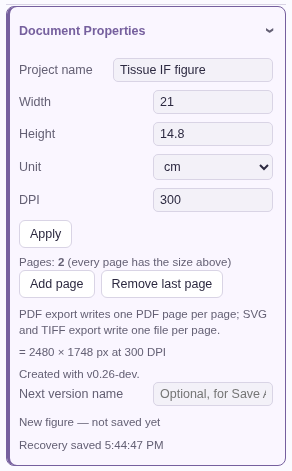 Document Properties
Project name Tissue IF figure
Width 21
Height 14.8
Unit cm
DPI 300
Apply
Pages: 2 (every page has the size above)
Add page Remove last page
PDF export writes one PDF page per page; SVG
and TIFF export write one file per page.
= 2480 × 1748 px at 300 DPI
Created with v0.26-dev.
Next version name Optional, for Save
New figure — not saved yet
Recovery saved 5:44:47 PM